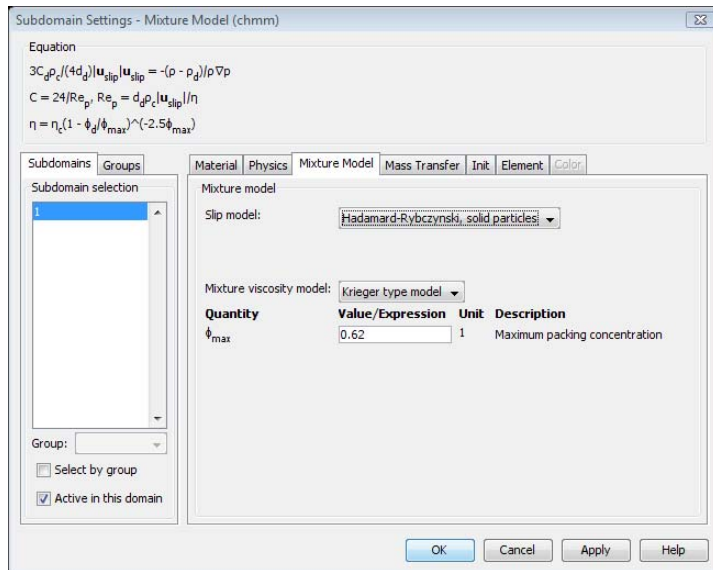 Subdomain Settings - Mixture Model (chmm)
Equation
3C_dρ_c/(4d_d)|u_slip|u_slip = -(ρ - ρ_d)/ρ∇p
C = 24/Re_p, Re_p = d_dρ_c|u_slip|/η
η = η_c(1 - ϕ_d/ϕ_max)^(-2.5ϕ_max)
Subdomains Groups
Subdomain selection
1
Group:
Select by group
Active in this domain
Material Physics Mixture Model Mass Transfer Init Element Color
Mixture model
Slip model: Hadamard-Rybczynski, solid particles
Mixture viscosity model: Krieger type model
Quantity Value/Expression Unit Description
ϕ_max 0.62 1 Maximum packing concentration
OK Cancel Apply Help